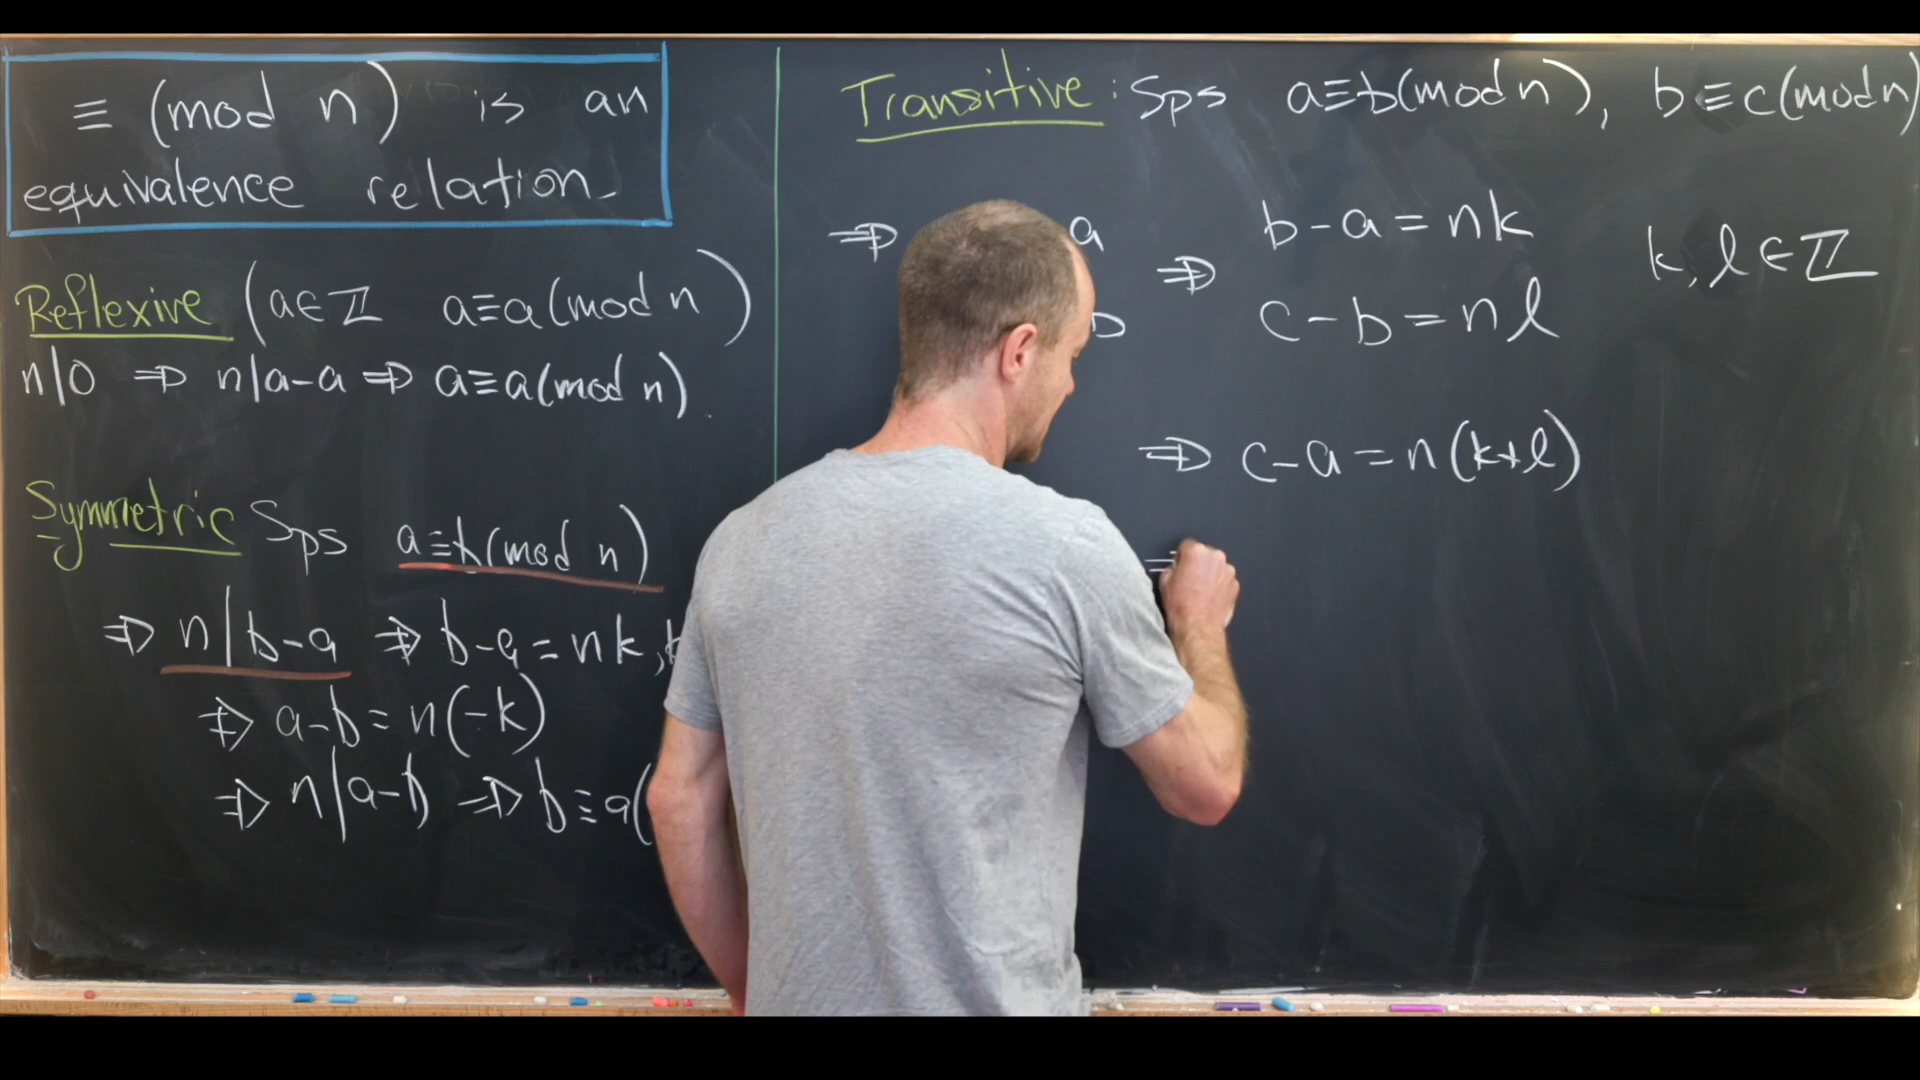 ≡ (mod n) is an
equivalence relation
Reflexive (a∈ℤ a≡a(mod n)
n|0 ⇒ n|a-a ⇒ a≡a(mod n).
Symmetric Sps a≡b(mod n)
⇒ n|b-a ⇒ b-a=nk,
⇒ a-b=n(-k)
⇒ n|a-b ⇒ b≡a(
Transitive: Sps a≡b(mod n), b≡c(mod n)
⇒ a ⇒ b-a=nk k,l∈ℤ
b c-b=nl
⇒ c-a=n(k+l)
=